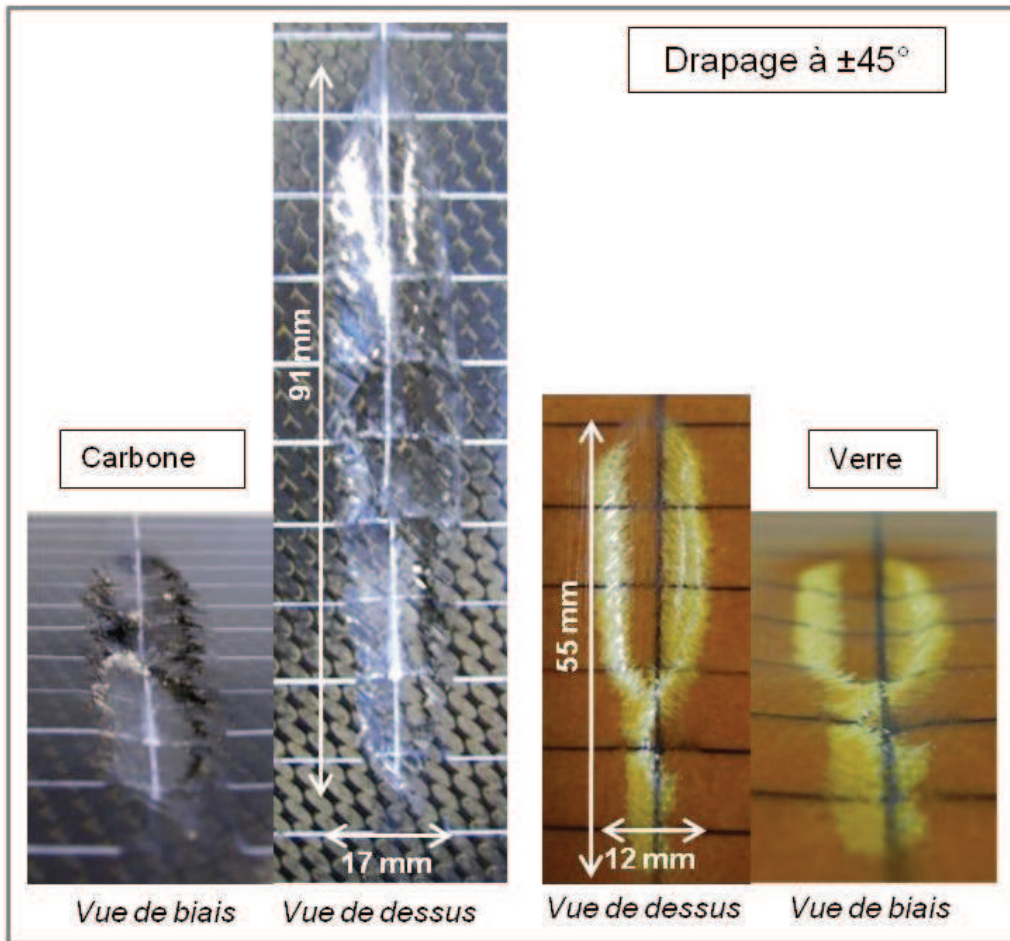 Drapage à ±45°
91 mm
Carbone
Verre
55 mm
17 mm
12 mm
Vue de biais
Vue de dessus
Vue de dessus
Vue de biais